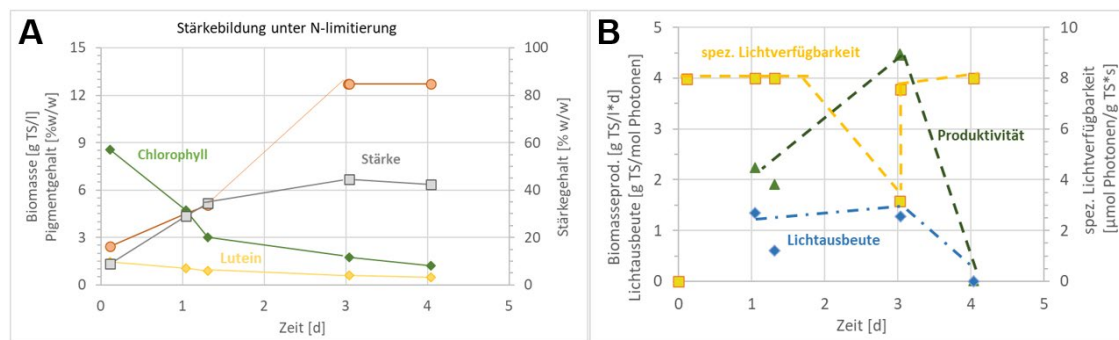 A
Stärkebildung unter N-limitierung
Biomasse [g TS/l]
Pigmentgehalt [%w/w]
15
12
9
6
3
0
100
80
60
40
20
0
Stärkegehalt [% w/w]
Chlorophyll
Stärke
Lutein
0 1 2 3 4 5
Zeit [d]
B
Biomasseprod. [g TS/l*d]
Lichtausbeute [g TS/mol Photonen]
5
4
3
2
1
0
10
8
6
4
2
0
spez. Lichtverfügbarkeit
[µmol Photonen/g TS*s]
spez. Lichtverfügbarkeit
Produktivität
Lichtausbeute
0 1 2 3 4 5
Zeit [d]